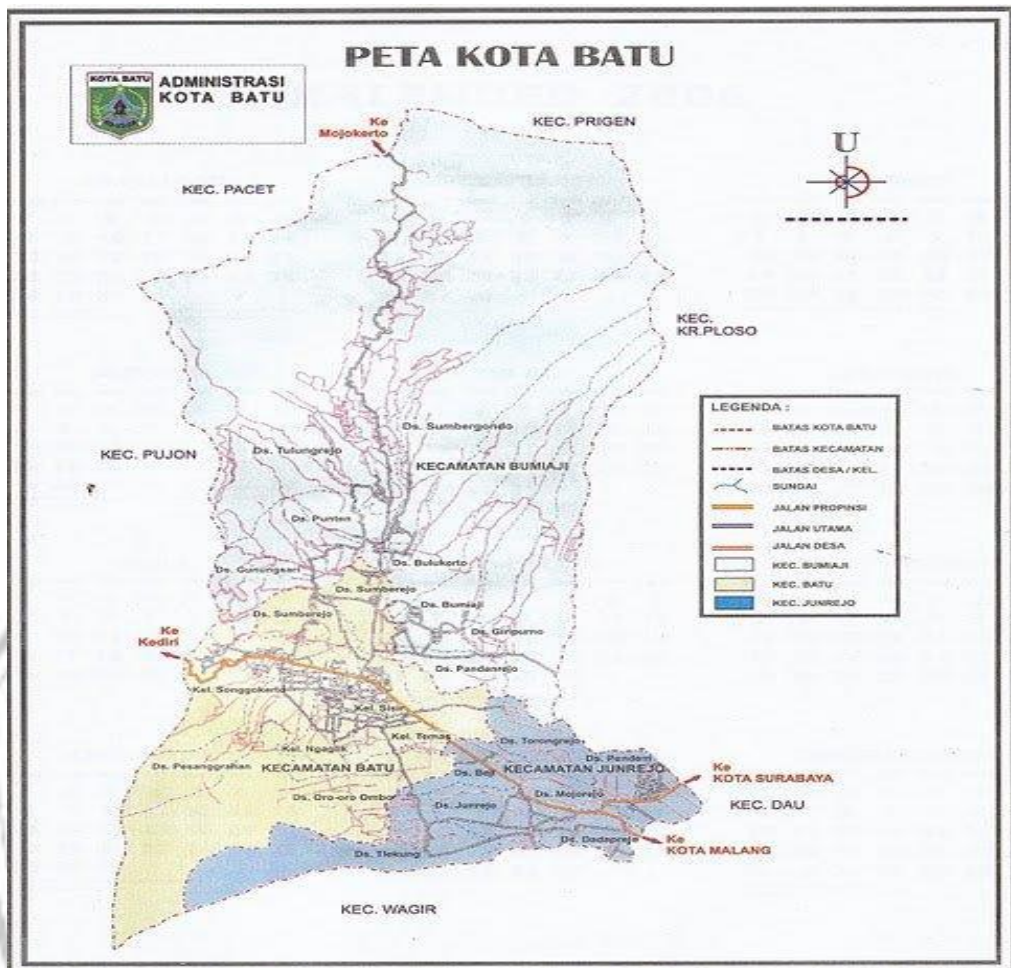 PETA KOTA BATU
KOTA BATU
ADMINISTRASI
KOTA BATU
Ke
Mojokerto
KEC. PRIGEN
U
KEC. PACET
KEC.
KR.PLOSO
LEGENDA :
BATAS KOTA BATU
BATAS KECAMATAN
BATAS DESA / KEL.
SUNGAI
JALAN PROPINSI
JALAN UTAMA
JALAN DESA
KEC. BUMIAJI
KEC. BATU
KEC. JUNREJO
Ds. Sumbergondo
KEC. PUJON
Ds. Tulungrejo
KECAMATAN BUMIAJI
Ds. Punten
Ds. Gunungsari
Ds. Bulukerto
Ds. Sumberejo
Ds. Bumiaji
Ds. Sumberejo
Ds. Giripurno
Ke
Kediri
Ds. Pandanrejo
Kel. Songgokerto
Kel. Sisir
Kel. Temas
Kel. Ngaglik
Ds. Torongrejo
Ds. Pendem
Ds. Pesanggrahan
KECAMATAN BATU
Ds. Beji
KECAMATAN JUNREJO
Ke
KOTA SURABAYA
Ds. Oro-oro Ombo
Ds. Junrejo
Ds. Mojorejo
KEC. DAU
Ds. Dadaprejo
Ke
KOTA MALANG
Ds. Tlekung
KEC. WAGIR